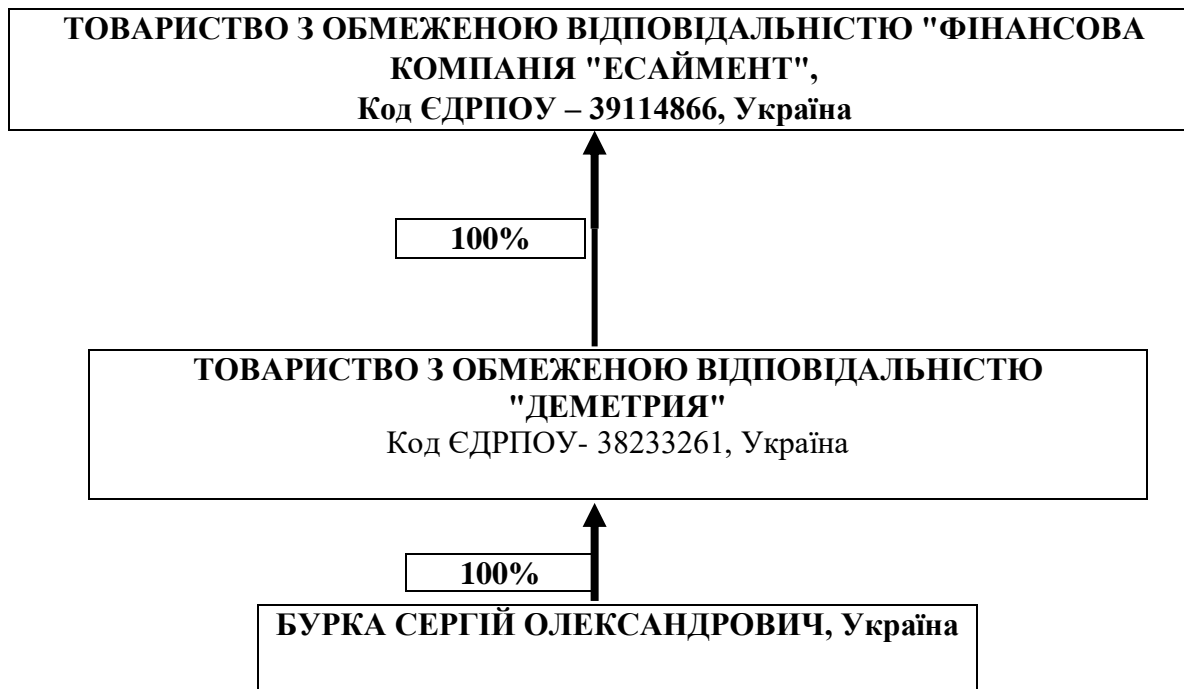 ТОВАРИСТВО З ОБМЕЖЕНОЮ ВІДПОВІДАЛЬНІСТЮ "ФІНАНСОВА
КОМПАНІЯ "ЕСАЙМЕНТ",
Код ЄДРПОУ – 39114866, Україна
100%
ТОВАРИСТВО З ОБМЕЖЕНОЮ ВІДПОВІДАЛЬНІСТЮ
"ДЕМЕТРИЯ"
Код ЄДРПОУ- 38233261, Україна
100%
БУРКА СЕРГІЙ ОЛЕКСАНДРОВИЧ, Україна